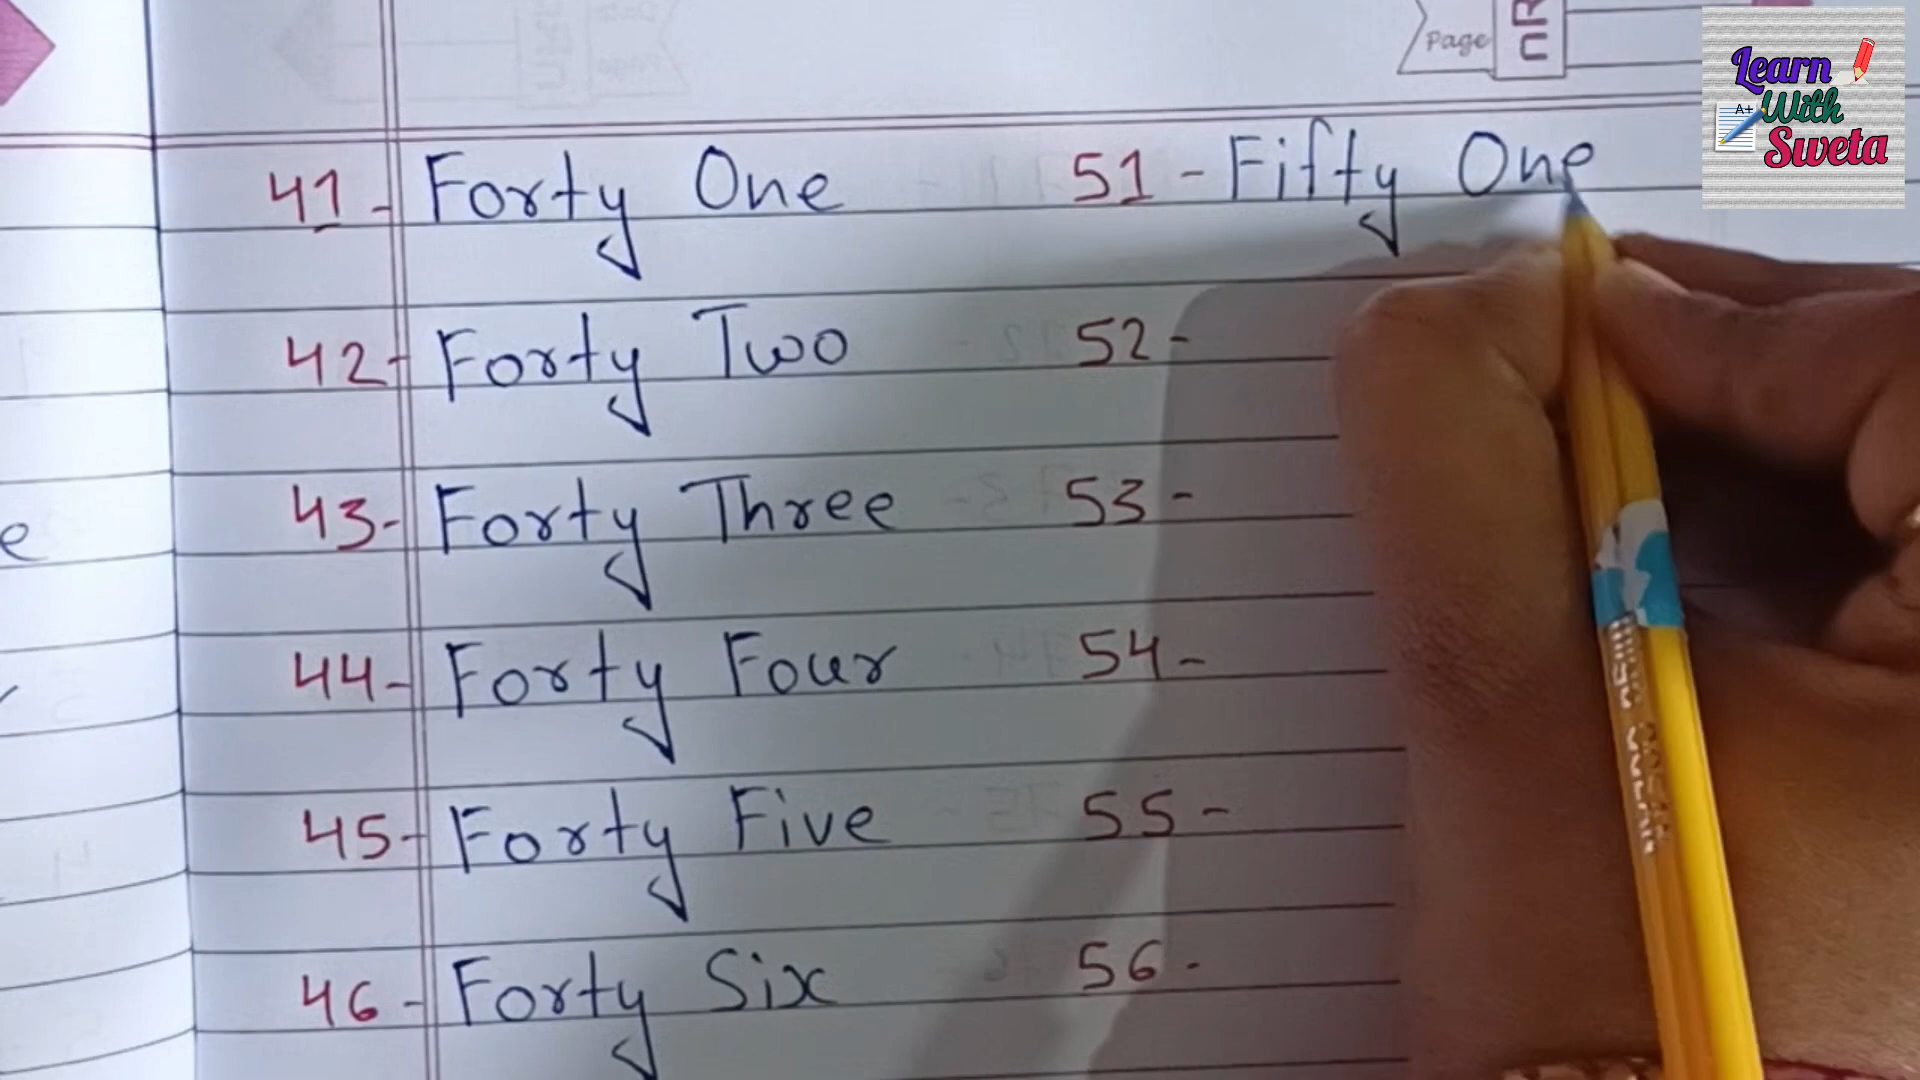 Page
Learn
With
A+
Sweta
41- Forty One 51- Fifty One
42- Forty Two 52-
43- Forty Three 53-
e
44- Forty Four 54-
45- Forty Five 55-
46- Forty Six 56-